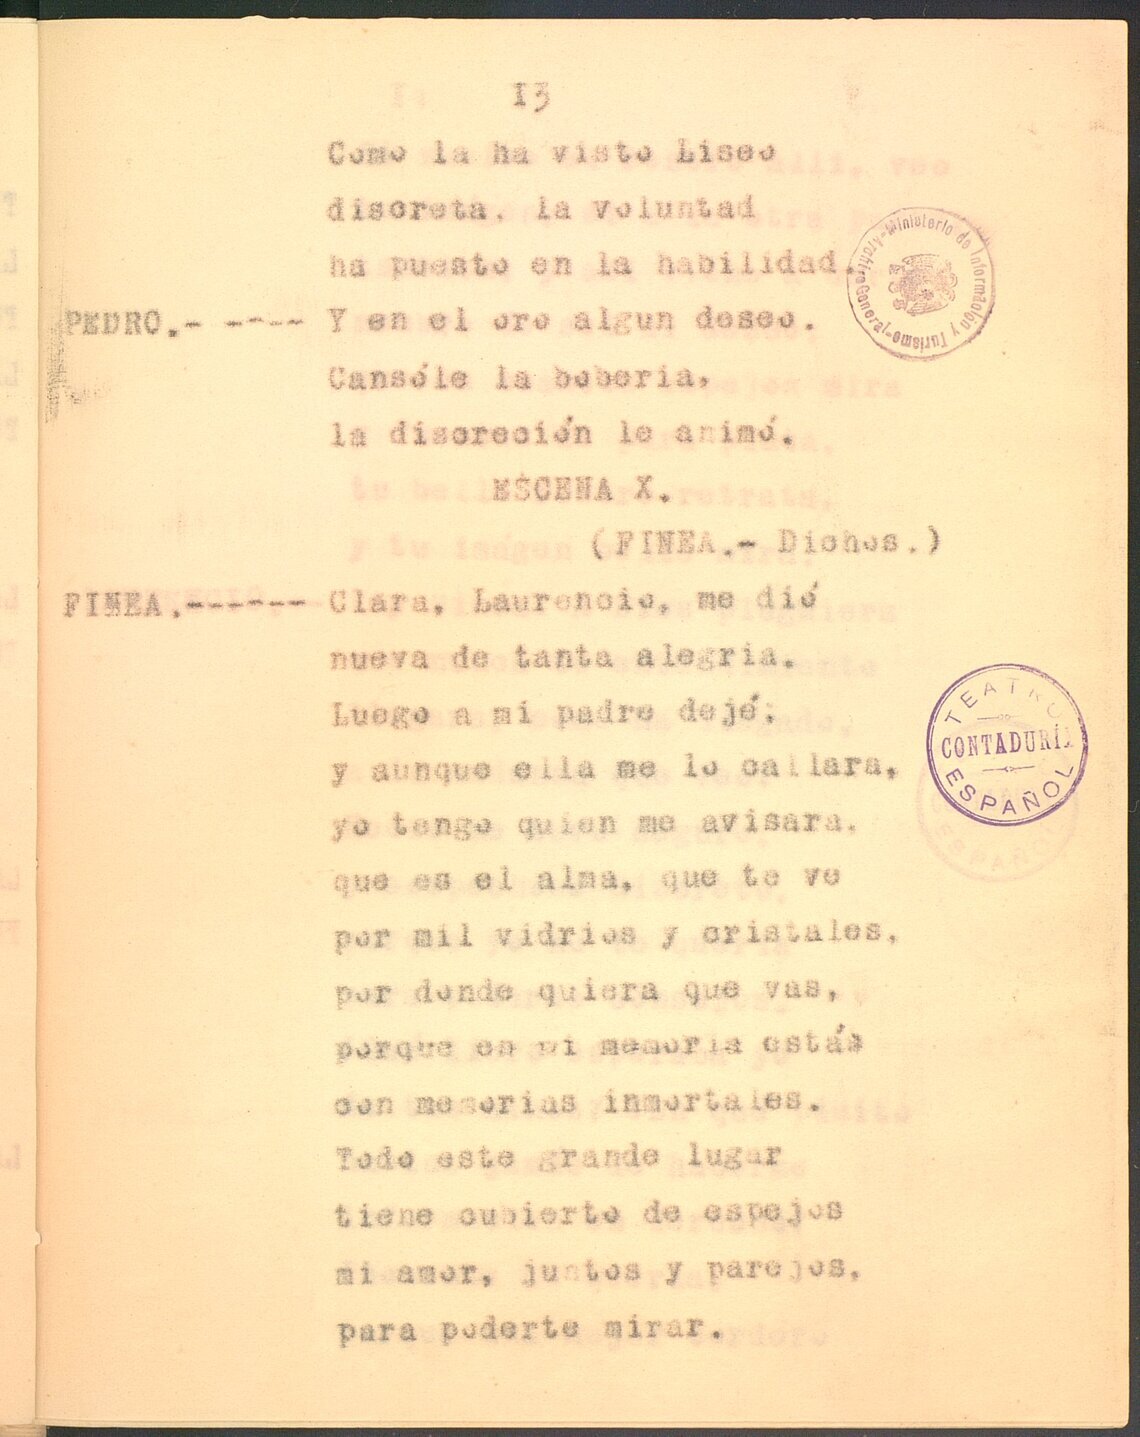 13
Como la ha visto Liseo
discreta, la voluntad
ha puesto en la habilidad.
PEDRO.- ---- Y en el oro algun deseo.
Cansóle la boberia,
la discreción le animó.
ESCENA X.
(FINEA.- Dichos.)
FINEA.------ Clara, Laurencio, me dió
nueva de tanta alegria.
Luego a mi padre dejé;
y aunque ella me lo callara,
yo tengo quien me avisara,
que es el alma, que te ve
por mil vidrios y cristales,
por donde quiera que vas,
porque en mi memoria estás
con memorias inmortales.
Todo este grande lugar
tiene cubierto de espejos
mi amor, juntos y parejos,
para poderte mirar.
Ministerio de Información y Turismo-Archivo General-
TEATRO
CONTADURÍA
ESPAÑOL